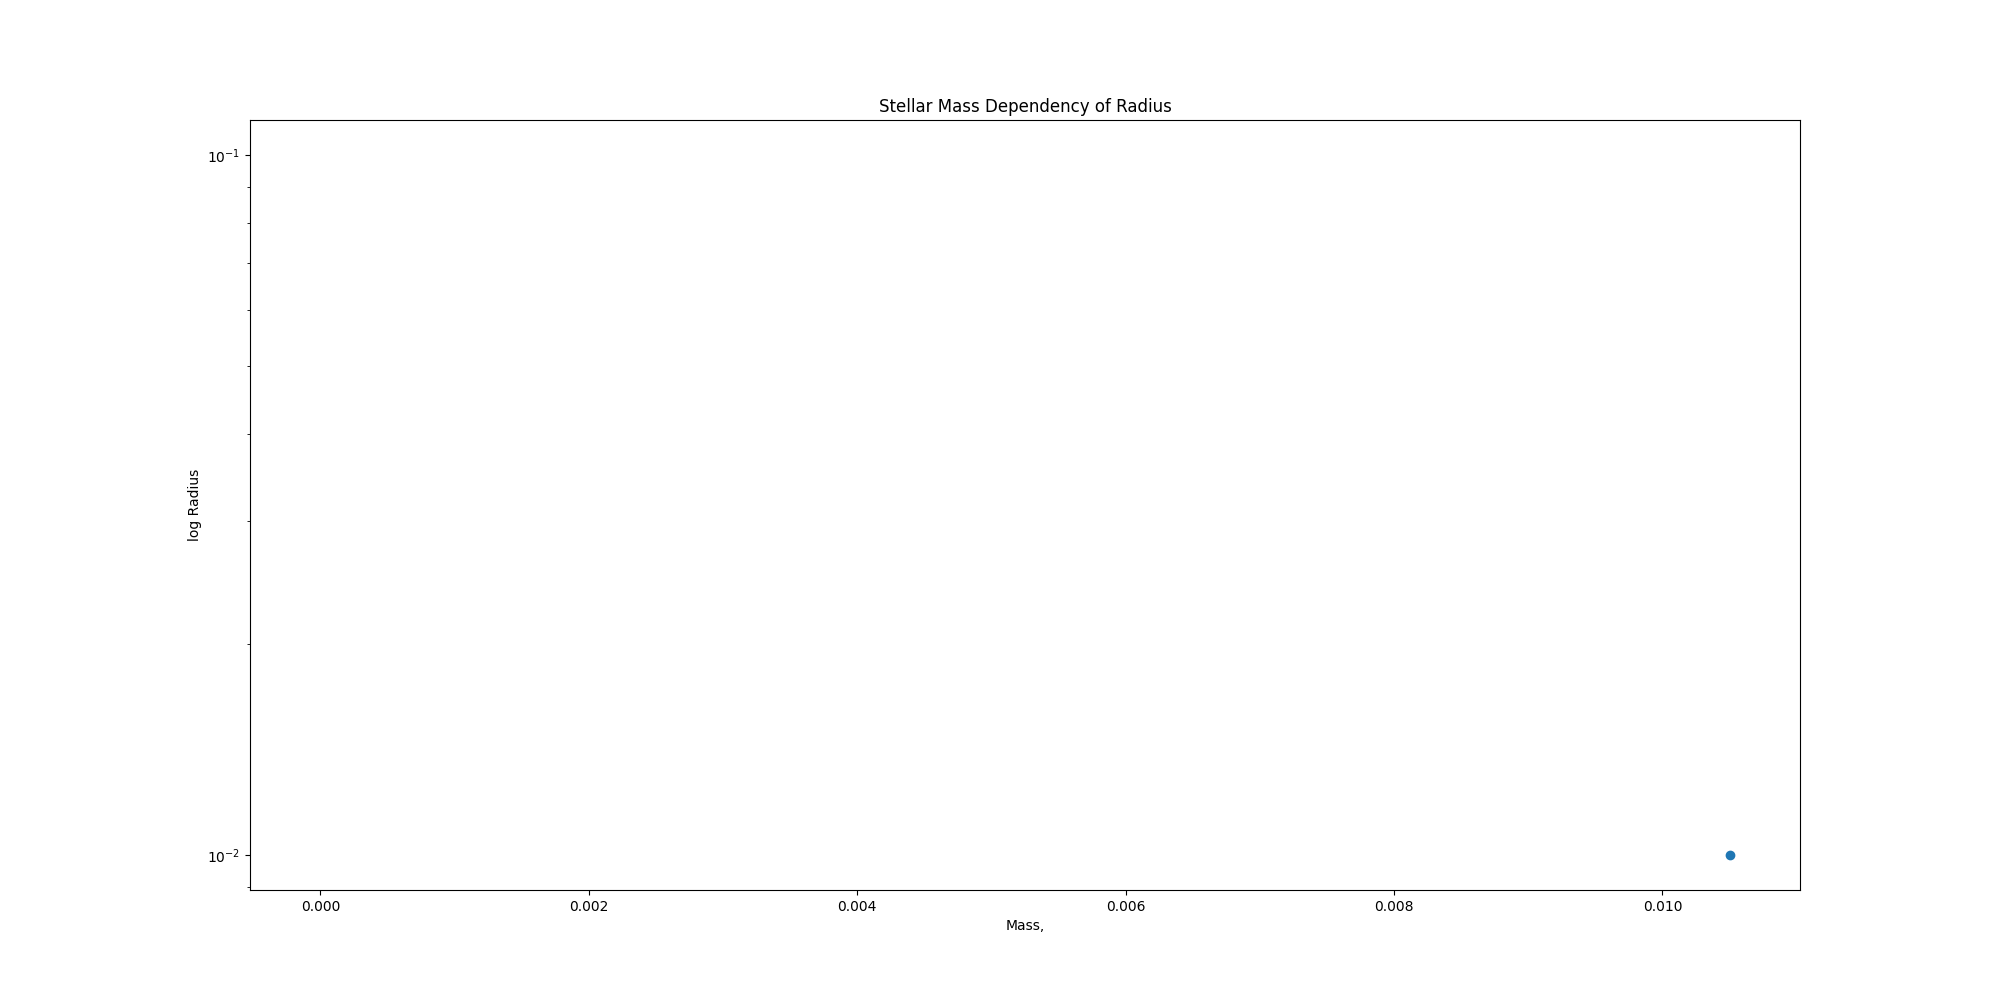 Stellar Mass Dependency of Radius
10⁻¹
log Radius
10⁻²
0.000 0.002 0.004 0.006 0.008 0.010
Mass,